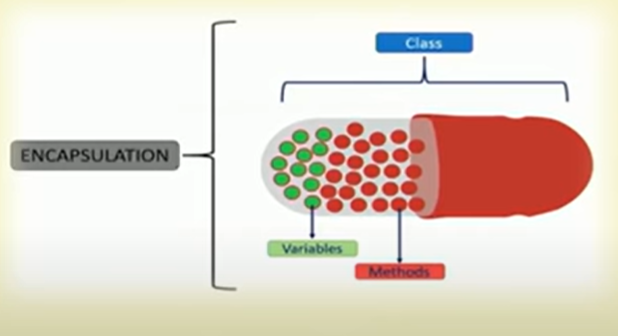 Class
ENCAPSULATION
Variables
Methods